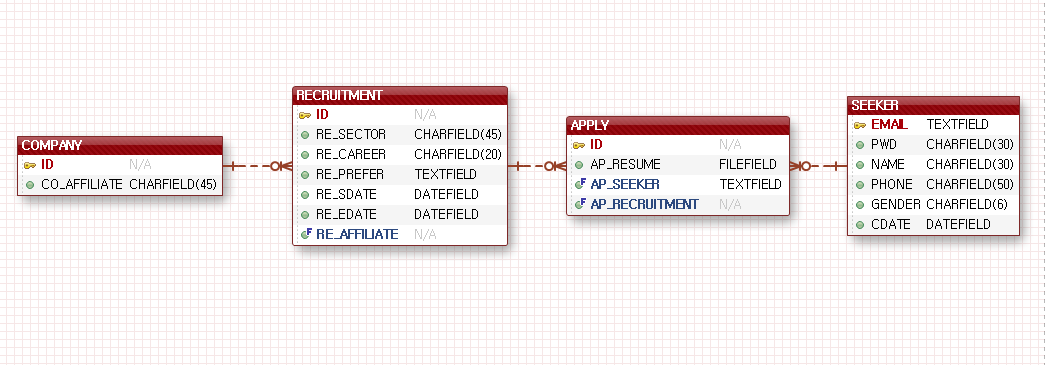 COMPANY
ID N/A
CO_AFFILIATE CHARFIELD(45)
RECRUITMENT
ID N/A
RE_SECTOR CHARFIELD(45)
RE_CAREER CHARFIELD(20)
RE_PREFER TEXTFIELD
RE_SDATE DATEFIELD
RE_EDATE DATEFIELD
F RE_AFFILIATE N/A
APPLY
ID N/A
AP_RESUME FILEFIELD
F AP_SEEKER TEXTFIELD
F AP_RECRUITMENT N/A
SEEKER
EMAIL TEXTFIELD
PWD CHARFIELD(30)
NAME CHARFIELD(30)
PHONE CHARFIELD(50)
GENDER CHARFIELD(6)
CDATE DATEFIELD